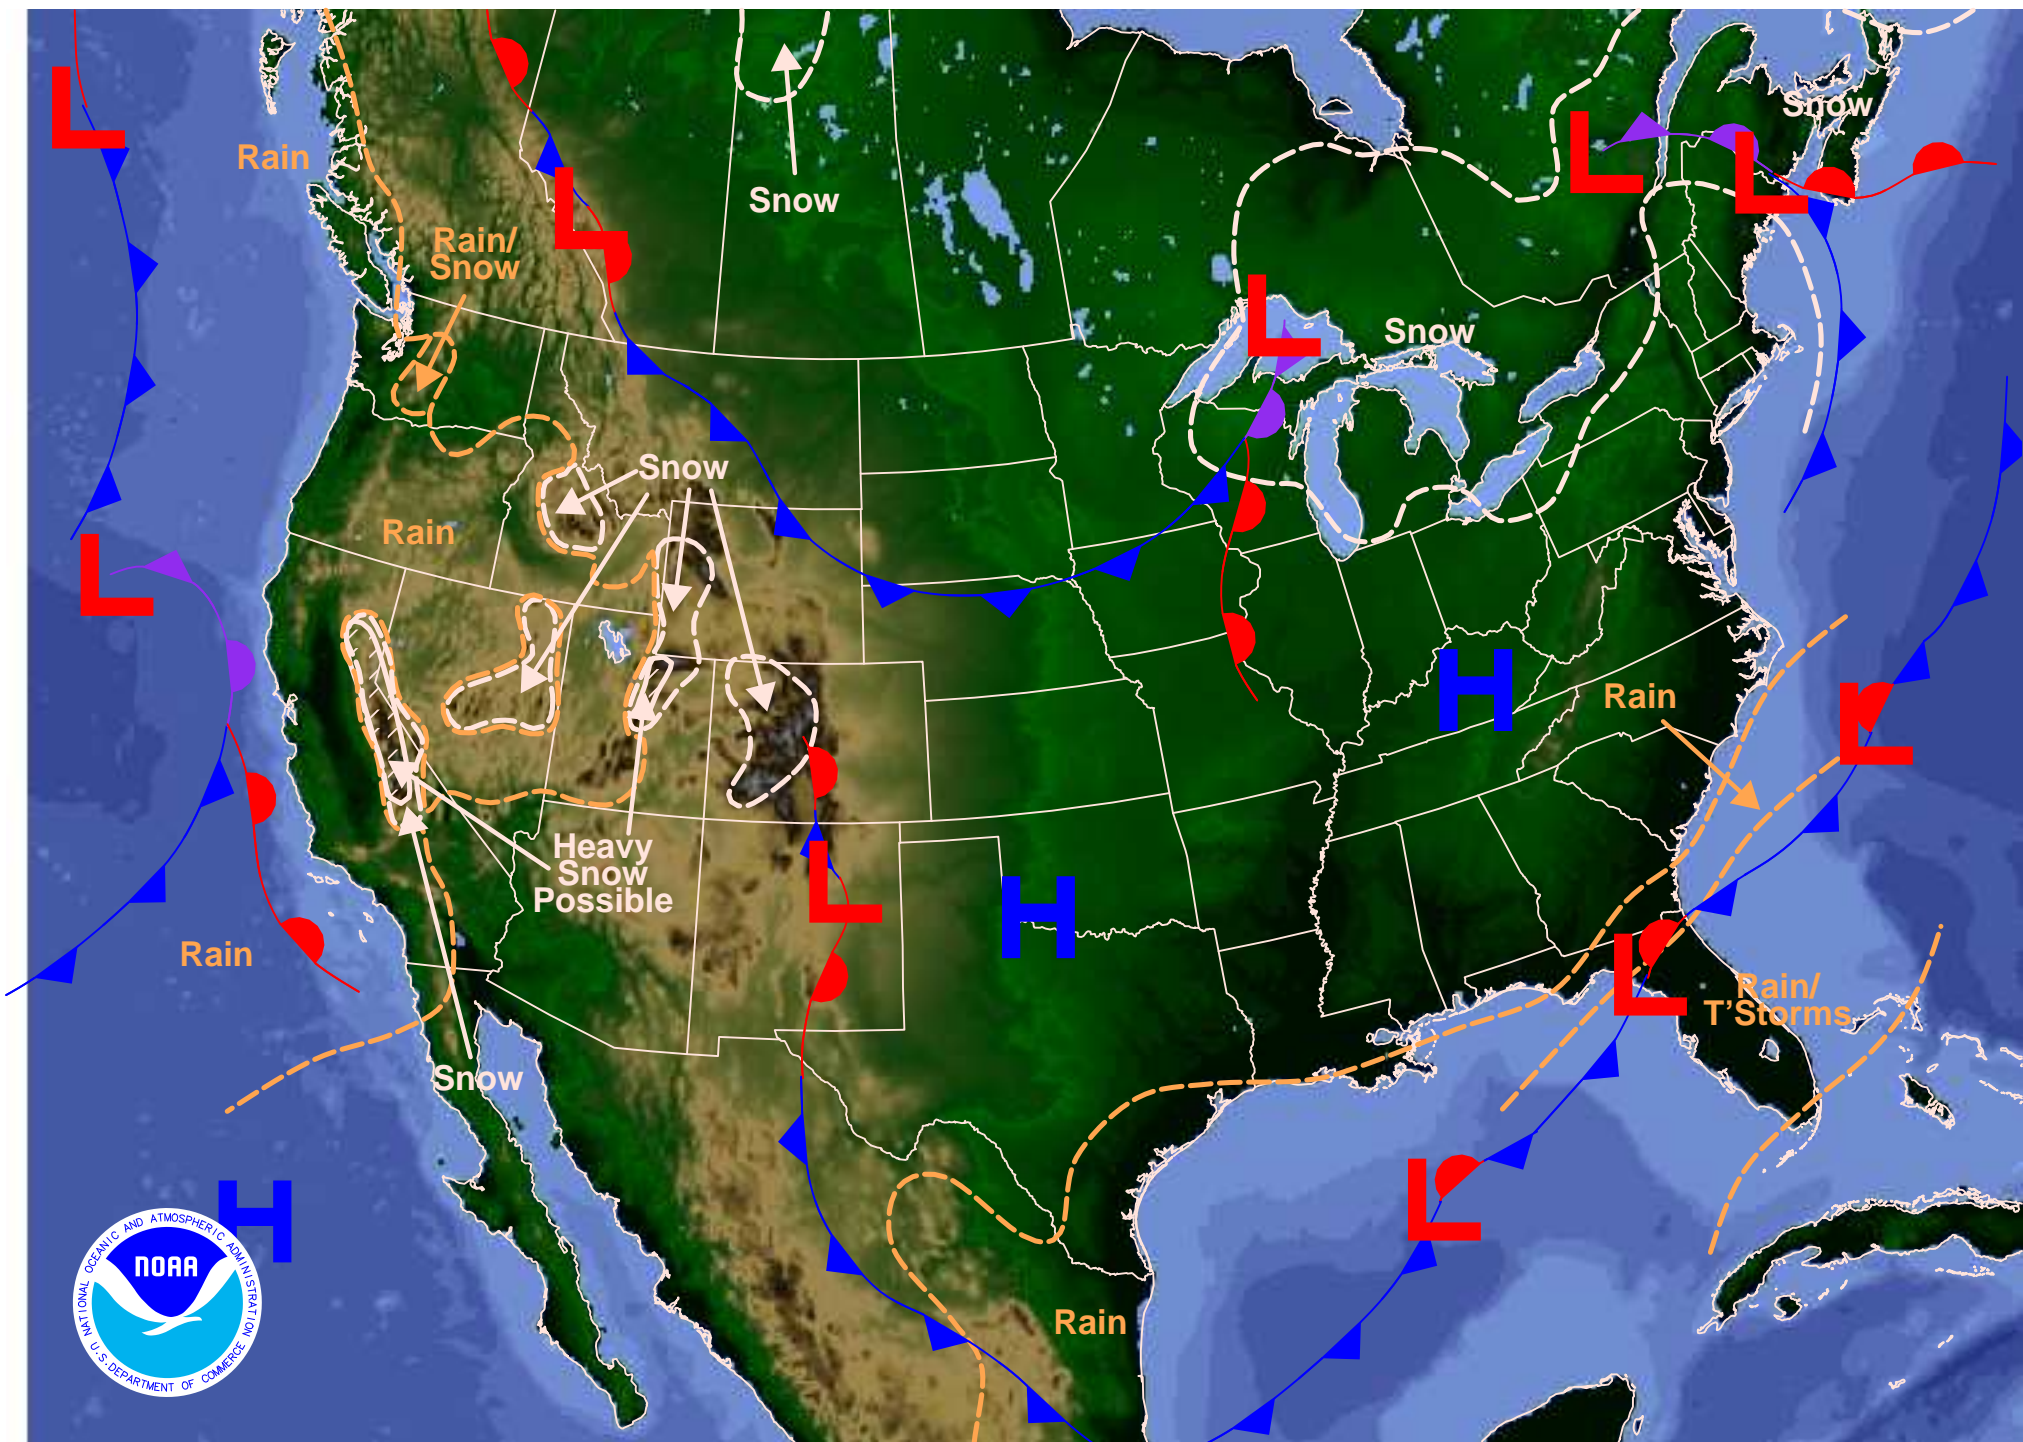 L
L
Snow
L
Rain
L
Snow
Rain/
Snow
L
L
Snow
Snow
Rain
L
H
Rain
L
Heavy
Snow
Possible
L
H
Rain
L
Rain/
T'Storms
Snow
L
H
NATIONAL OCEANIC AND ATMOSPHERIC ADMINISTRATION
NOAA
U.S. DEPARTMENT OF COMMERCE
Rain